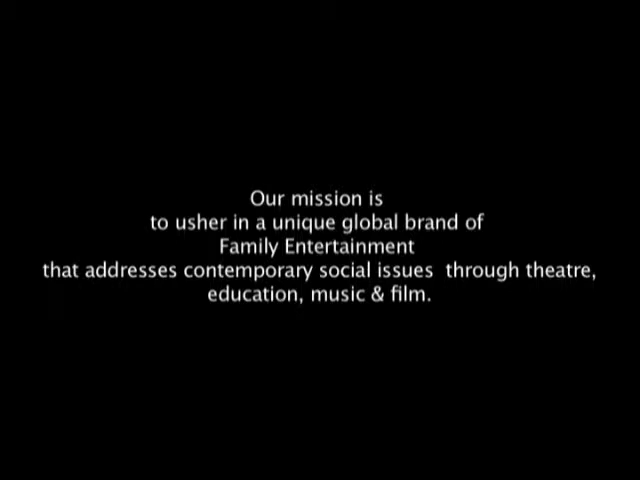 Our mission is
to usher in a unique global brand of
Family Entertainment
that addresses contemporary social issues  through theatre,
education, music & film.